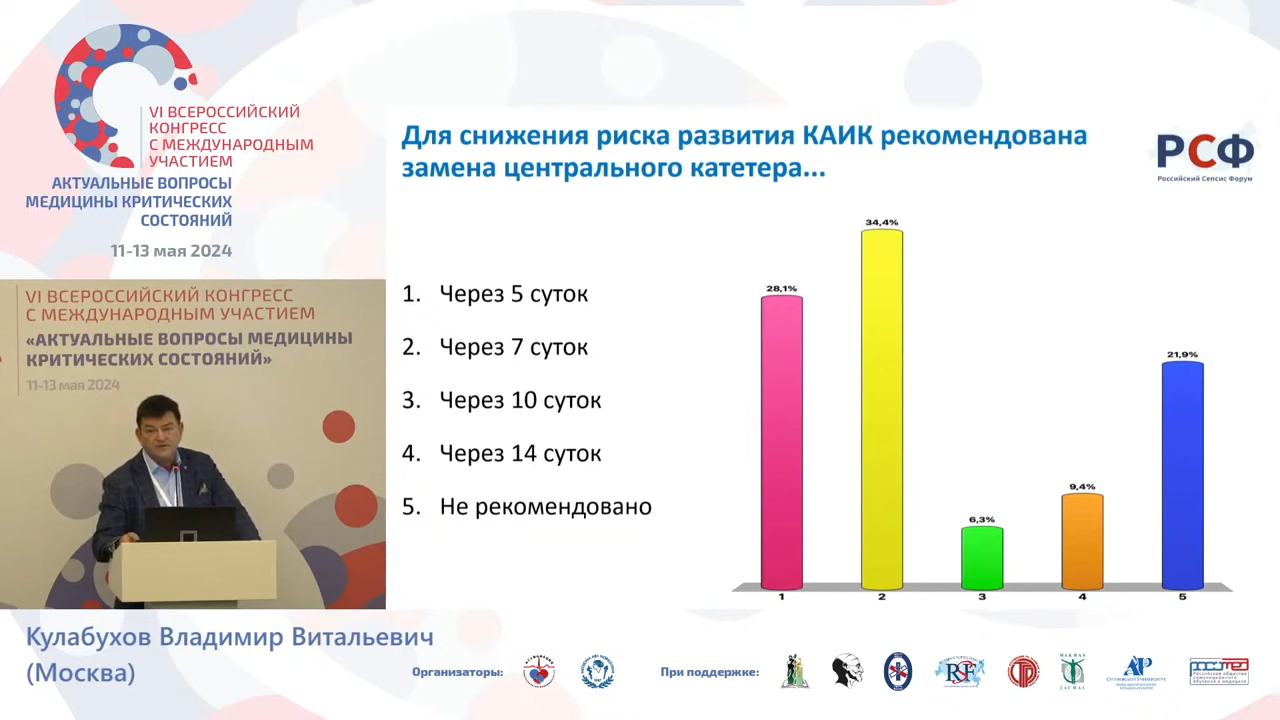 VI ВСЕРОССИЙСКИЙ
КОНГРЕСС
С МЕЖДУНАРОДНЫМ
УЧАСТИЕМ
АКТУАЛЬНЫЕ ВОПРОСЫ
МЕДИЦИНЫ КРИТИЧЕСКИХ
СОСТОЯНИЙ
11-13 мая 2024
VI ВСЕРОССИЙСКИЙ КОНГРЕСС
С МЕЖДУНАРОДНЫМ УЧАСТИЕМ
«АКТУАЛЬНЫЕ ВОПРОСЫ МЕДИЦИНЫ
КРИТИЧЕСКИХ СОСТОЯНИЙ»
11-13 мая 2024
Кулабухов Владимир Витальевич
(Москва)
Для снижения риска развития КАИК рекомендована
замена центрального катетера...
РСФ
Российский Сепсис Форум
1. Через 5 суток
2. Через 7 суток
3. Через 10 суток
4. Через 14 суток
5. Не рекомендовано
28,1%
34,4%
6,3%
9,4%
21,9%
1 2 3 4 5
Организаторы:
При поддержке: